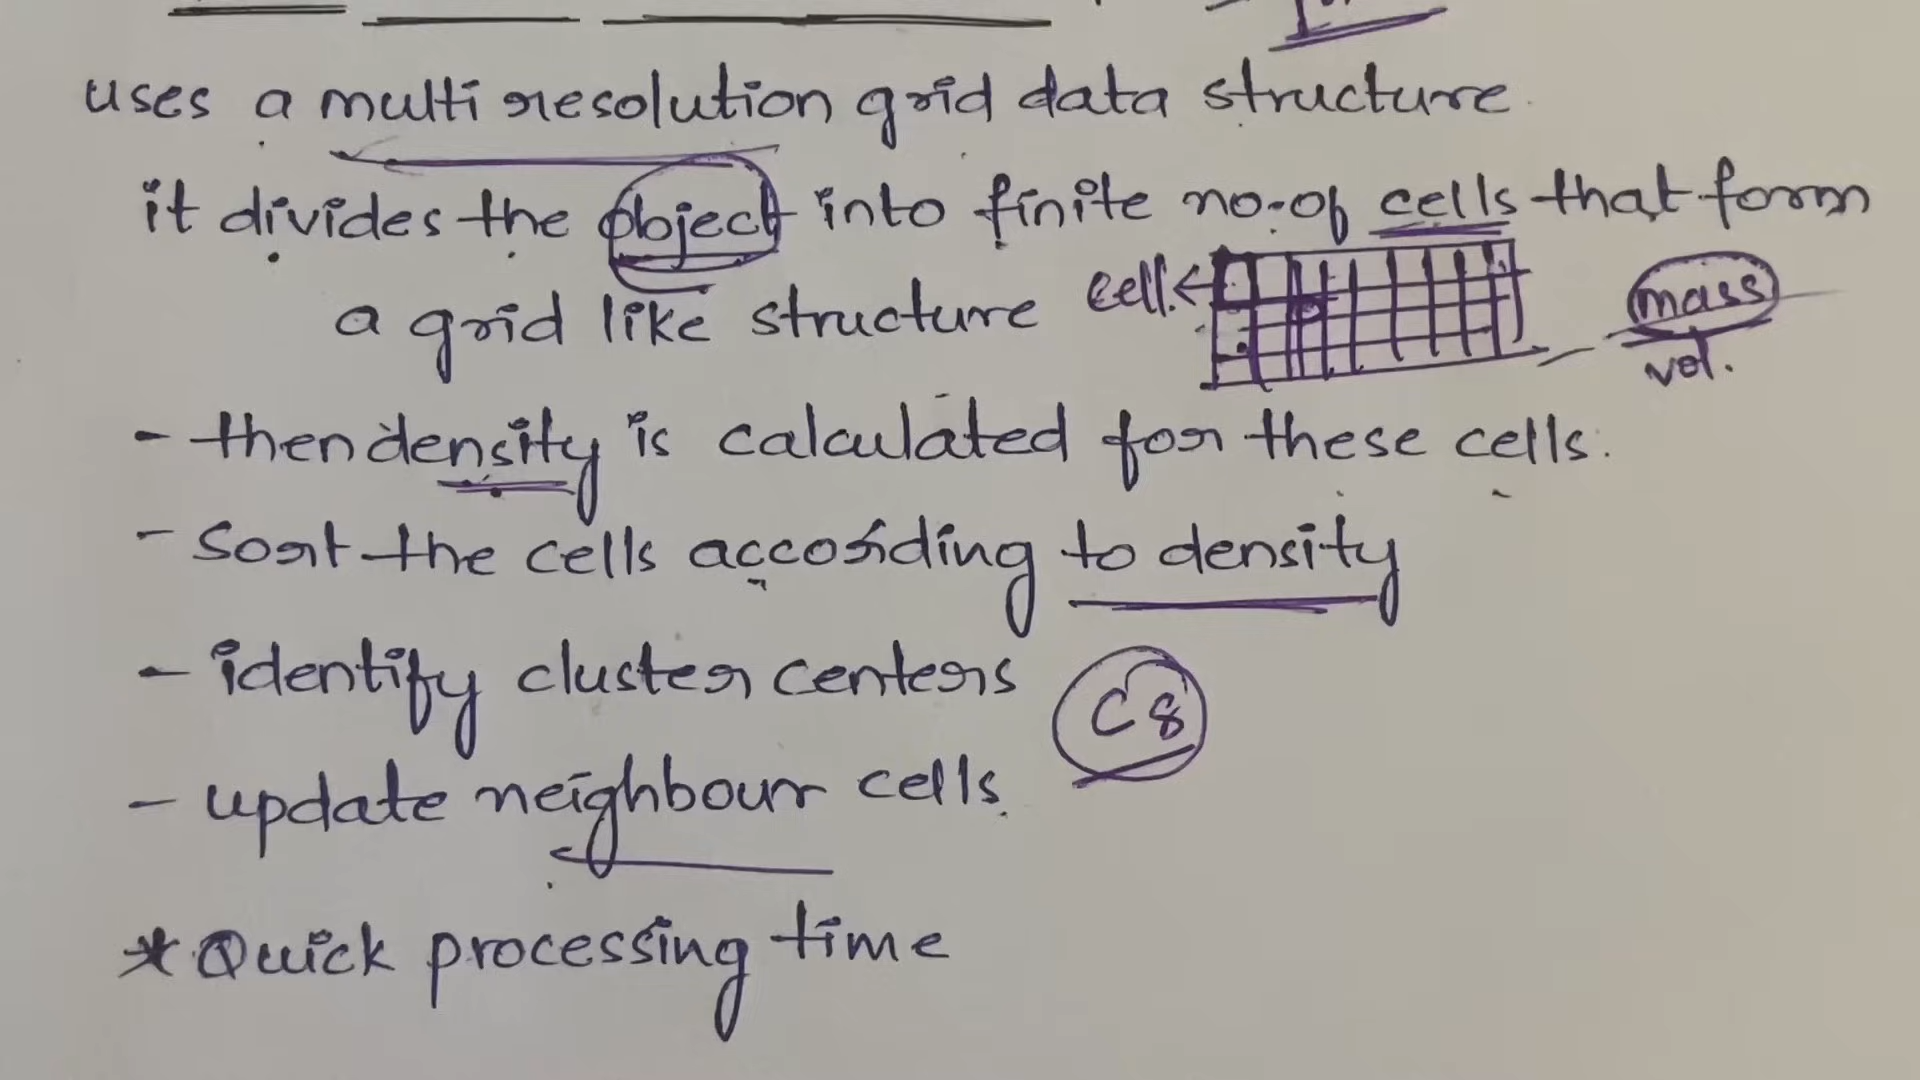 uses a multi resolution grid data structure.
it divides the object into finite no. of cells that form
a grid like structure cell. mass
vol.
- then density is calculated for these cells.
- Sort the cells according to density
- identify cluster centers
C8
- update neighbour cells.
* Quick processing time